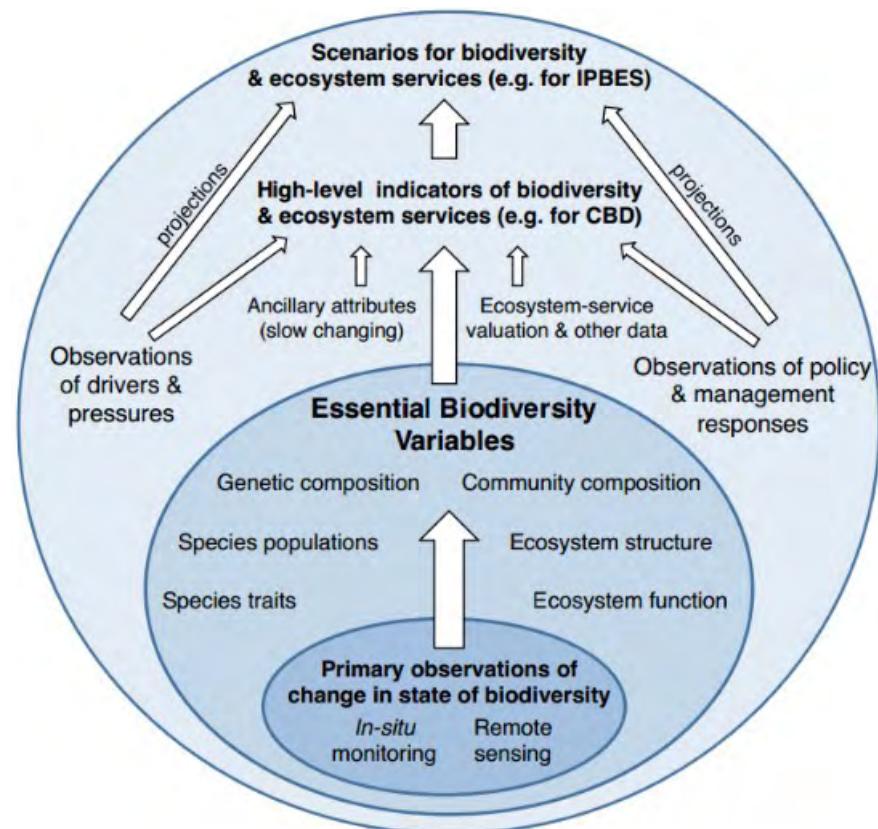 Scenarios for biodiversity
& ecosystem services (e.g. for IPBES)
projections
projections
High-level indicators of biodiversity
& ecosystem services (e.g. for CBD)
Ancillary attributes
(slow changing)
Ecosystem-service
valuation & other data
Observations
of drivers &
pressures
Observations of policy
& management
responses
Essential Biodiversity
Variables
Genetic composition
Community composition
Species populations
Ecosystem structure
Species traits
Ecosystem function
Primary observations of
change in state of biodiversity
In-situ
monitoring
Remote
sensing